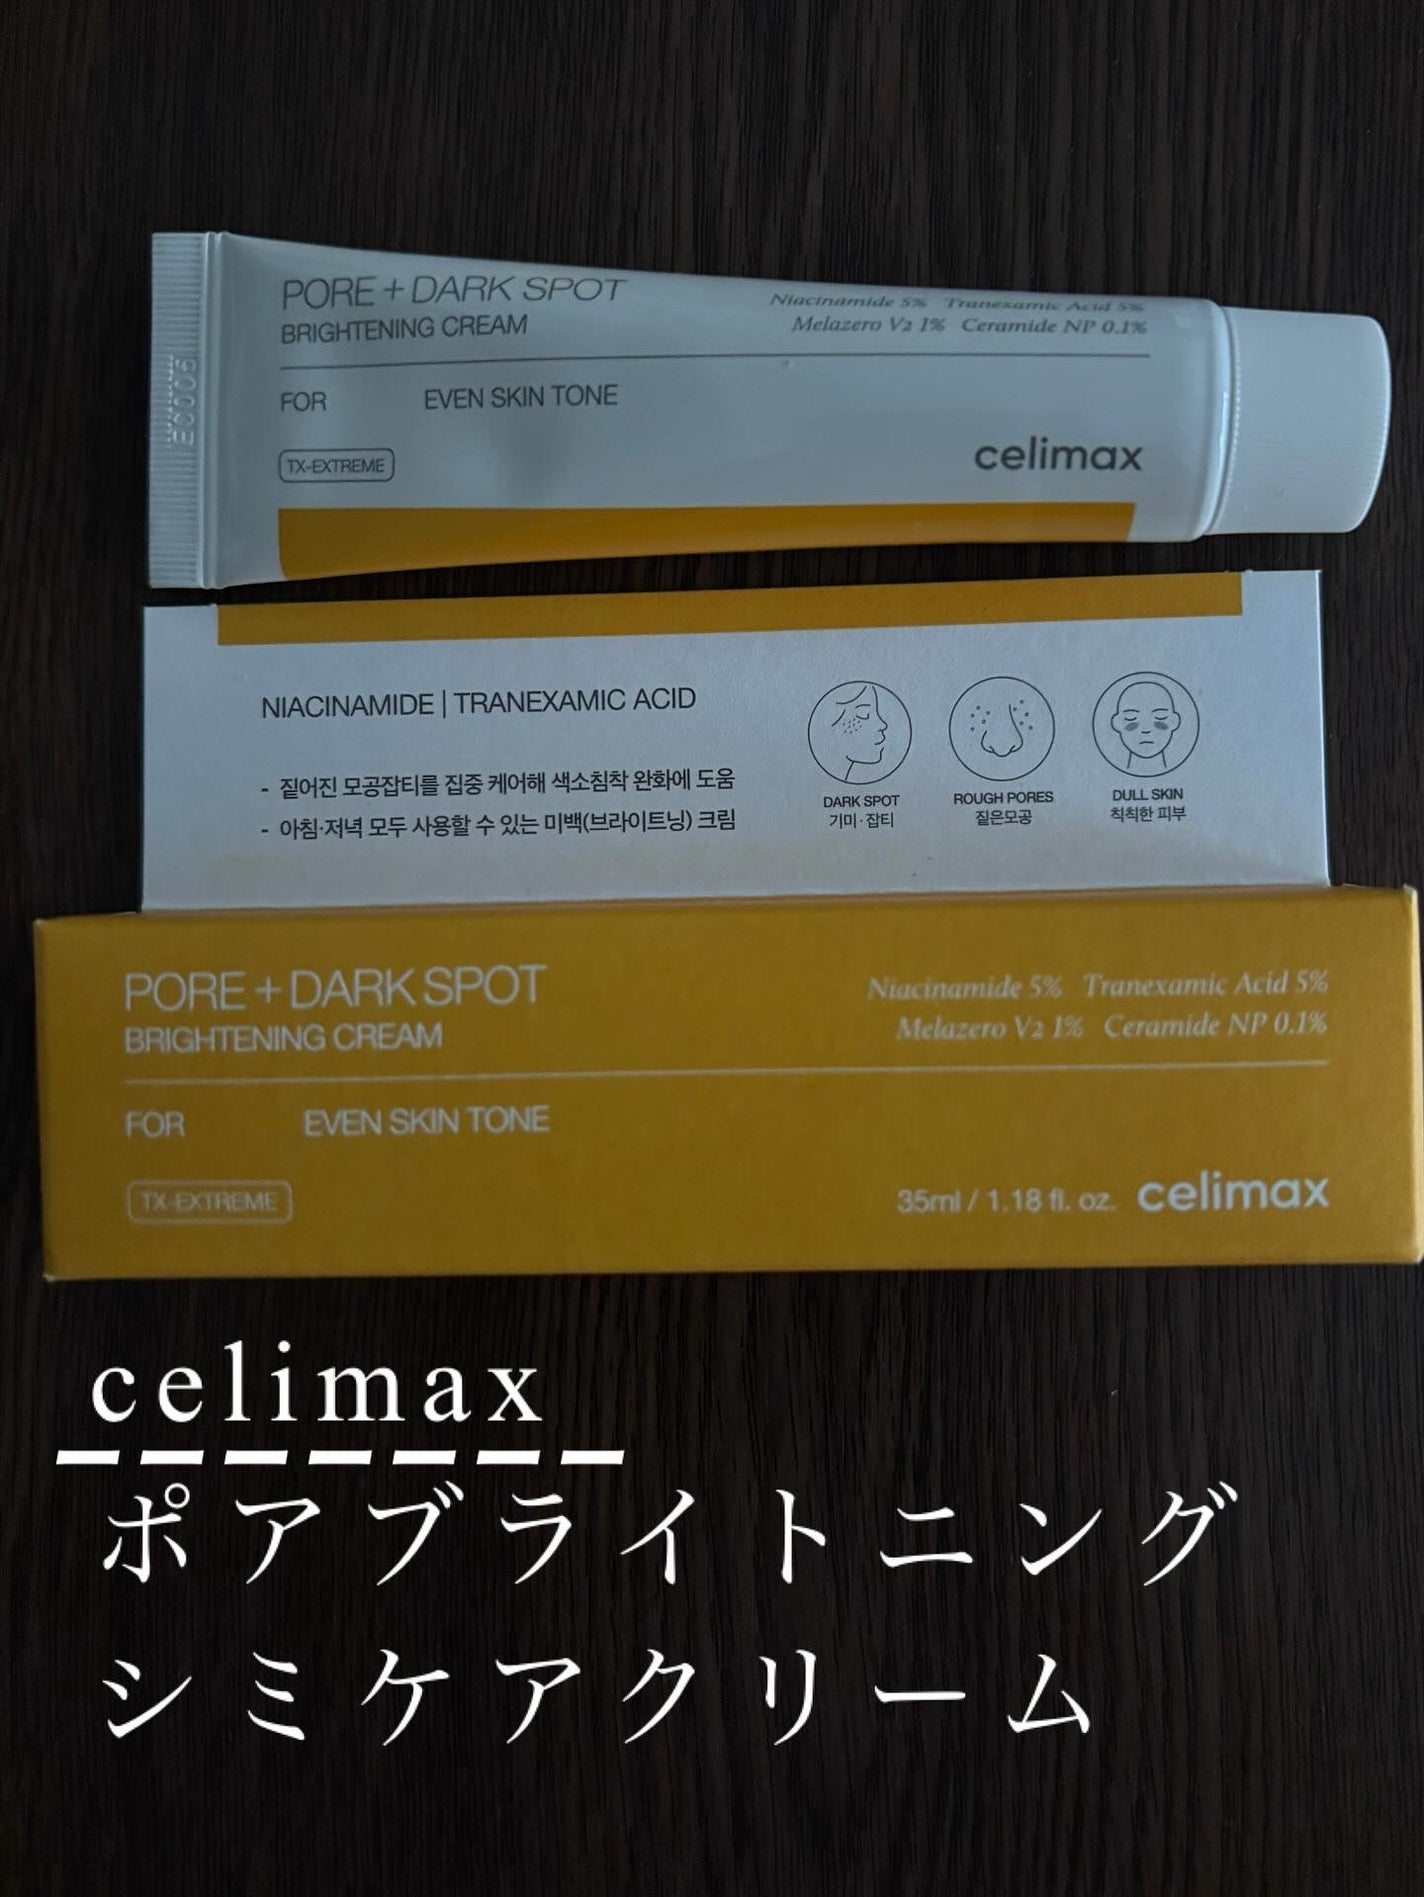 PORE + DARK SPOT
BRIGHTENING CREAM
Niacinamide 5% Tranexamic Acid 5%
Melazero V2 1% Ceramide NP 0.1%
FOR EVEN SKIN TONE
TX-EXTREME
celimax
EC005
NIACINAMIDE | TRANEXAMIC ACID
- 짙어진 모공잡티를 집중 케어해 색소침착 완화에 도움
- 아침·저녁 모두 사용할 수 있는 미백(브라이트닝) 크림
DARK SPOT
기미·잡티
ROUGH PORES
짙은모공
DULL SKIN
칙칙한 피부
PORE + DARK SPOT
BRIGHTENING CREAM
Niacinamide 5% Tranexamic Acid 5%
Melazero V2 1% Ceramide NP 0.1%
FOR EVEN SKIN TONE
TX-EXTREME
35ml / 1.18 fl. oz. celimax
celimax
ポアブライトニング
シミケアクリーム